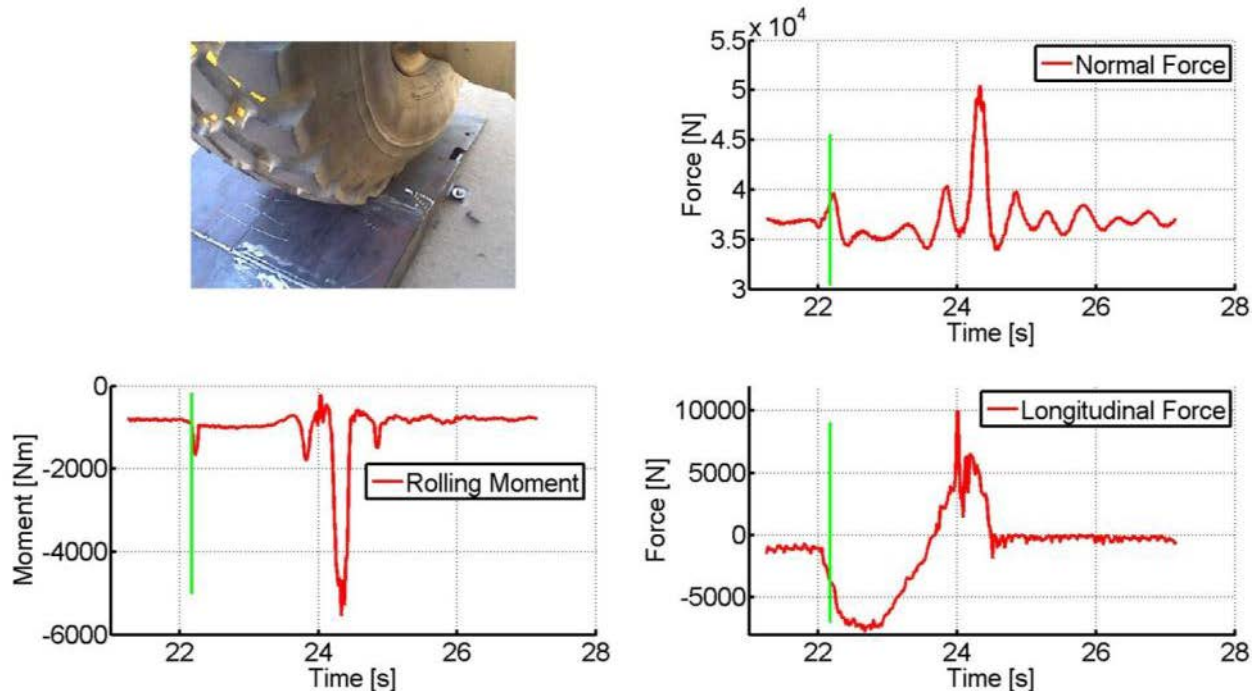 5.5 x 10^4
5
4.5
4
3.5
3
Force [N]
Normal Force
22 24 26 28
Time [s]
0
-2000
-4000
-6000
Moment [Nm]
Rolling Moment
22 24 26 28
Time [s]
10000
5000
0
-5000
Force [N]
Longitudinal Force
22 24 26 28
Time [s]